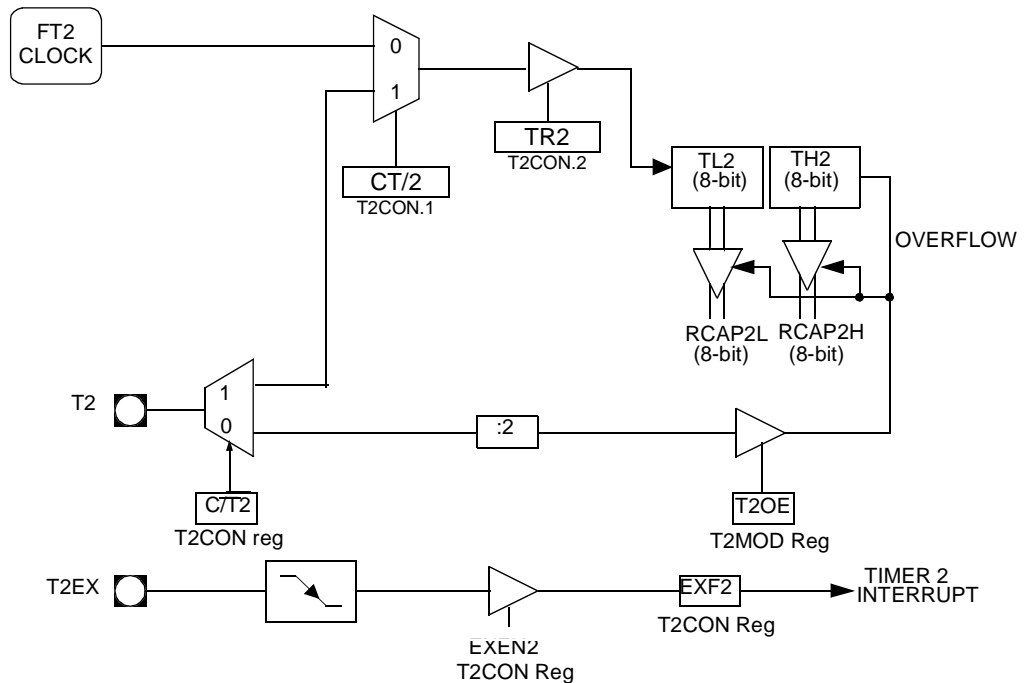 FT2
CLOCK
0
1
TR2
T2CON.2
CT/2
T2CON.1
TL2
(8-bit)
TH2
(8-bit)
OVERFLOW
RCAP2L
(8-bit)
RCAP2H
(8-bit)
T2
1
0
:2
C/T2
T2CON reg
T2OE
T2MOD Reg
T2EX
EXEN2
T2CON Reg
EXF2
T2CON Reg
TIMER 2
INTERRUPT